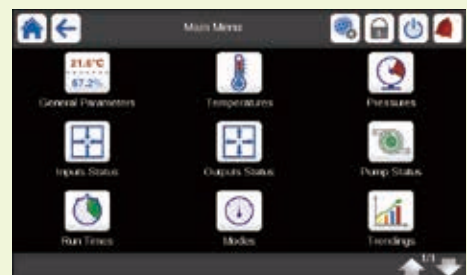 Main Menu
21.6°C
67.2%
General Parameters
Temperatures
Pressures
Inputs Status
Outputs Status
Pump Status
Run Times
Modes
Trendings
1/1